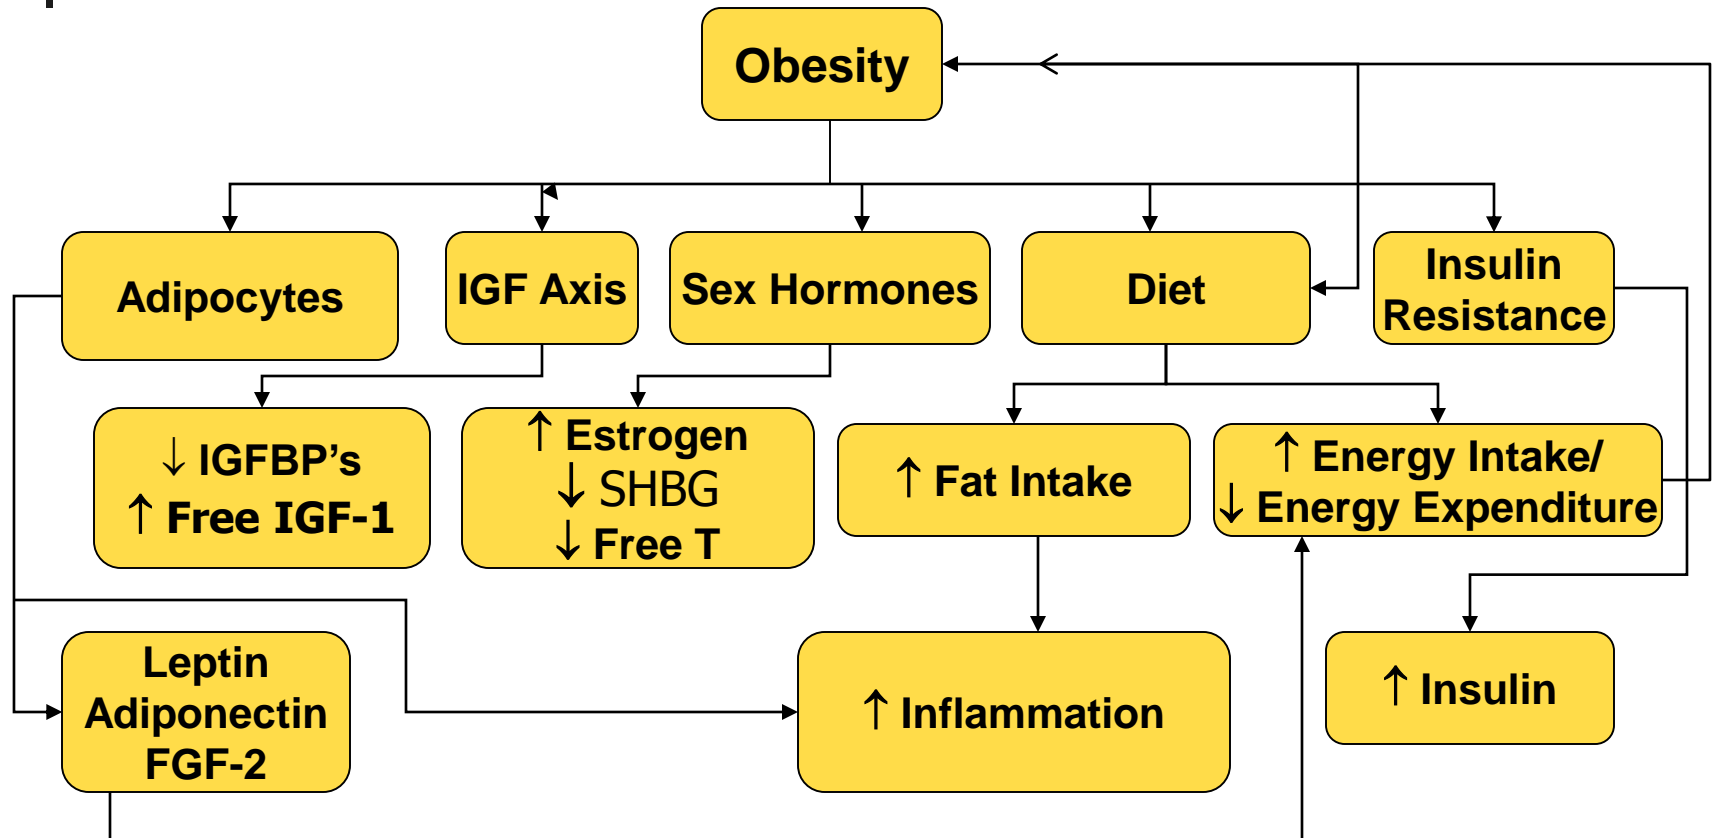 Obesity
Adipocytes
IGF Axis
Sex Hormones
Diet
Insulin
Resistance
↓ IGFBP's
↑ Free IGF-1
↑ Estrogen
↓ SHBG
↓ Free T
↑ Fat Intake
↑ Energy Intake/
↓ Energy Expenditure
Leptin
Adiponectin
FGF-2
↑ Inflammation
↑ Insulin